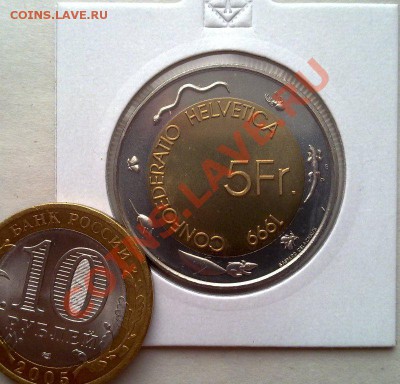 COINS.LAVE.RU
CONFOEDERATIO HELVETICA
5Fr.
1999
БАНК РОССИИ
10
РУБЛЕЙ
2005
COINS.LAVE.RU